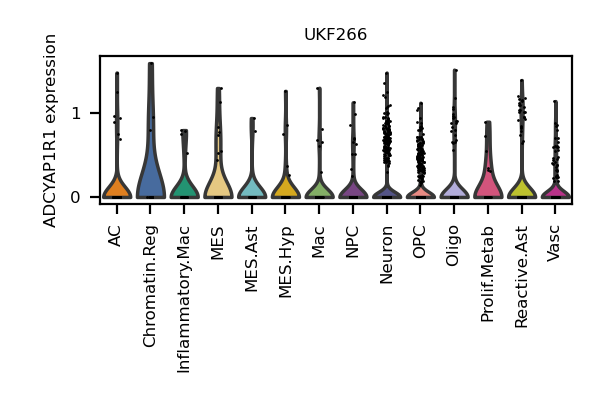 UKF266
ADCYAP1R1 expression
1
0
AC
Chromatin.Reg
Inflammatory.Mac
MES
MES.Ast
MES.Hyp
Mac
NPC
Neuron
OPC
Oligo
Prolif.Metab
Reactive.Ast
Vasc